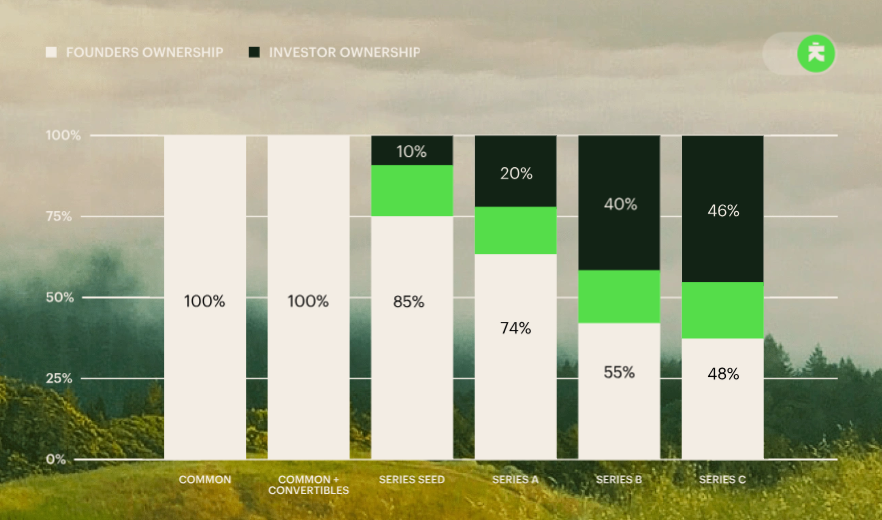 FOUNDERS OWNERSHIP
INVESTOR OWNERSHIP
100%
75%
50%
25%
0%
100%
100%
10%
85%
20%
74%
40%
55%
46%
48%
COMMON
COMMON +
CONVERTIBLES
SERIES SEED
SERIES A
SERIES B
SERIES C